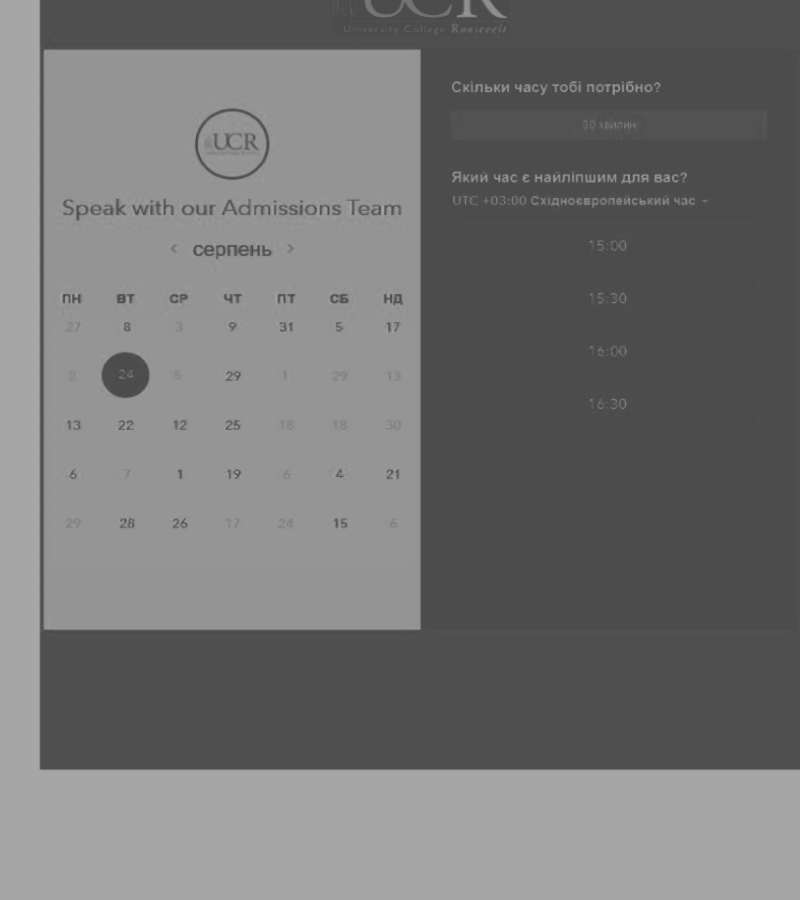 UCR
University College Roosevelt
UCR
Speak with our Admissions Team
< серпень >
ПН ВТ СР ЧТ ПТ СБ НД
27 8 3 9 31 5 17
2 24 5 29 1 29 13
13 22 12 25 18 18 30
6 7 1 19 6 4 21
29 28 26 17 24 15 6
Скільки часу тобі потрібно?
30 хвилин
Який час є найліпшим для вас?
UTC +03:00 Східноєвропейський час
15:00
15:30
16:00
16:30